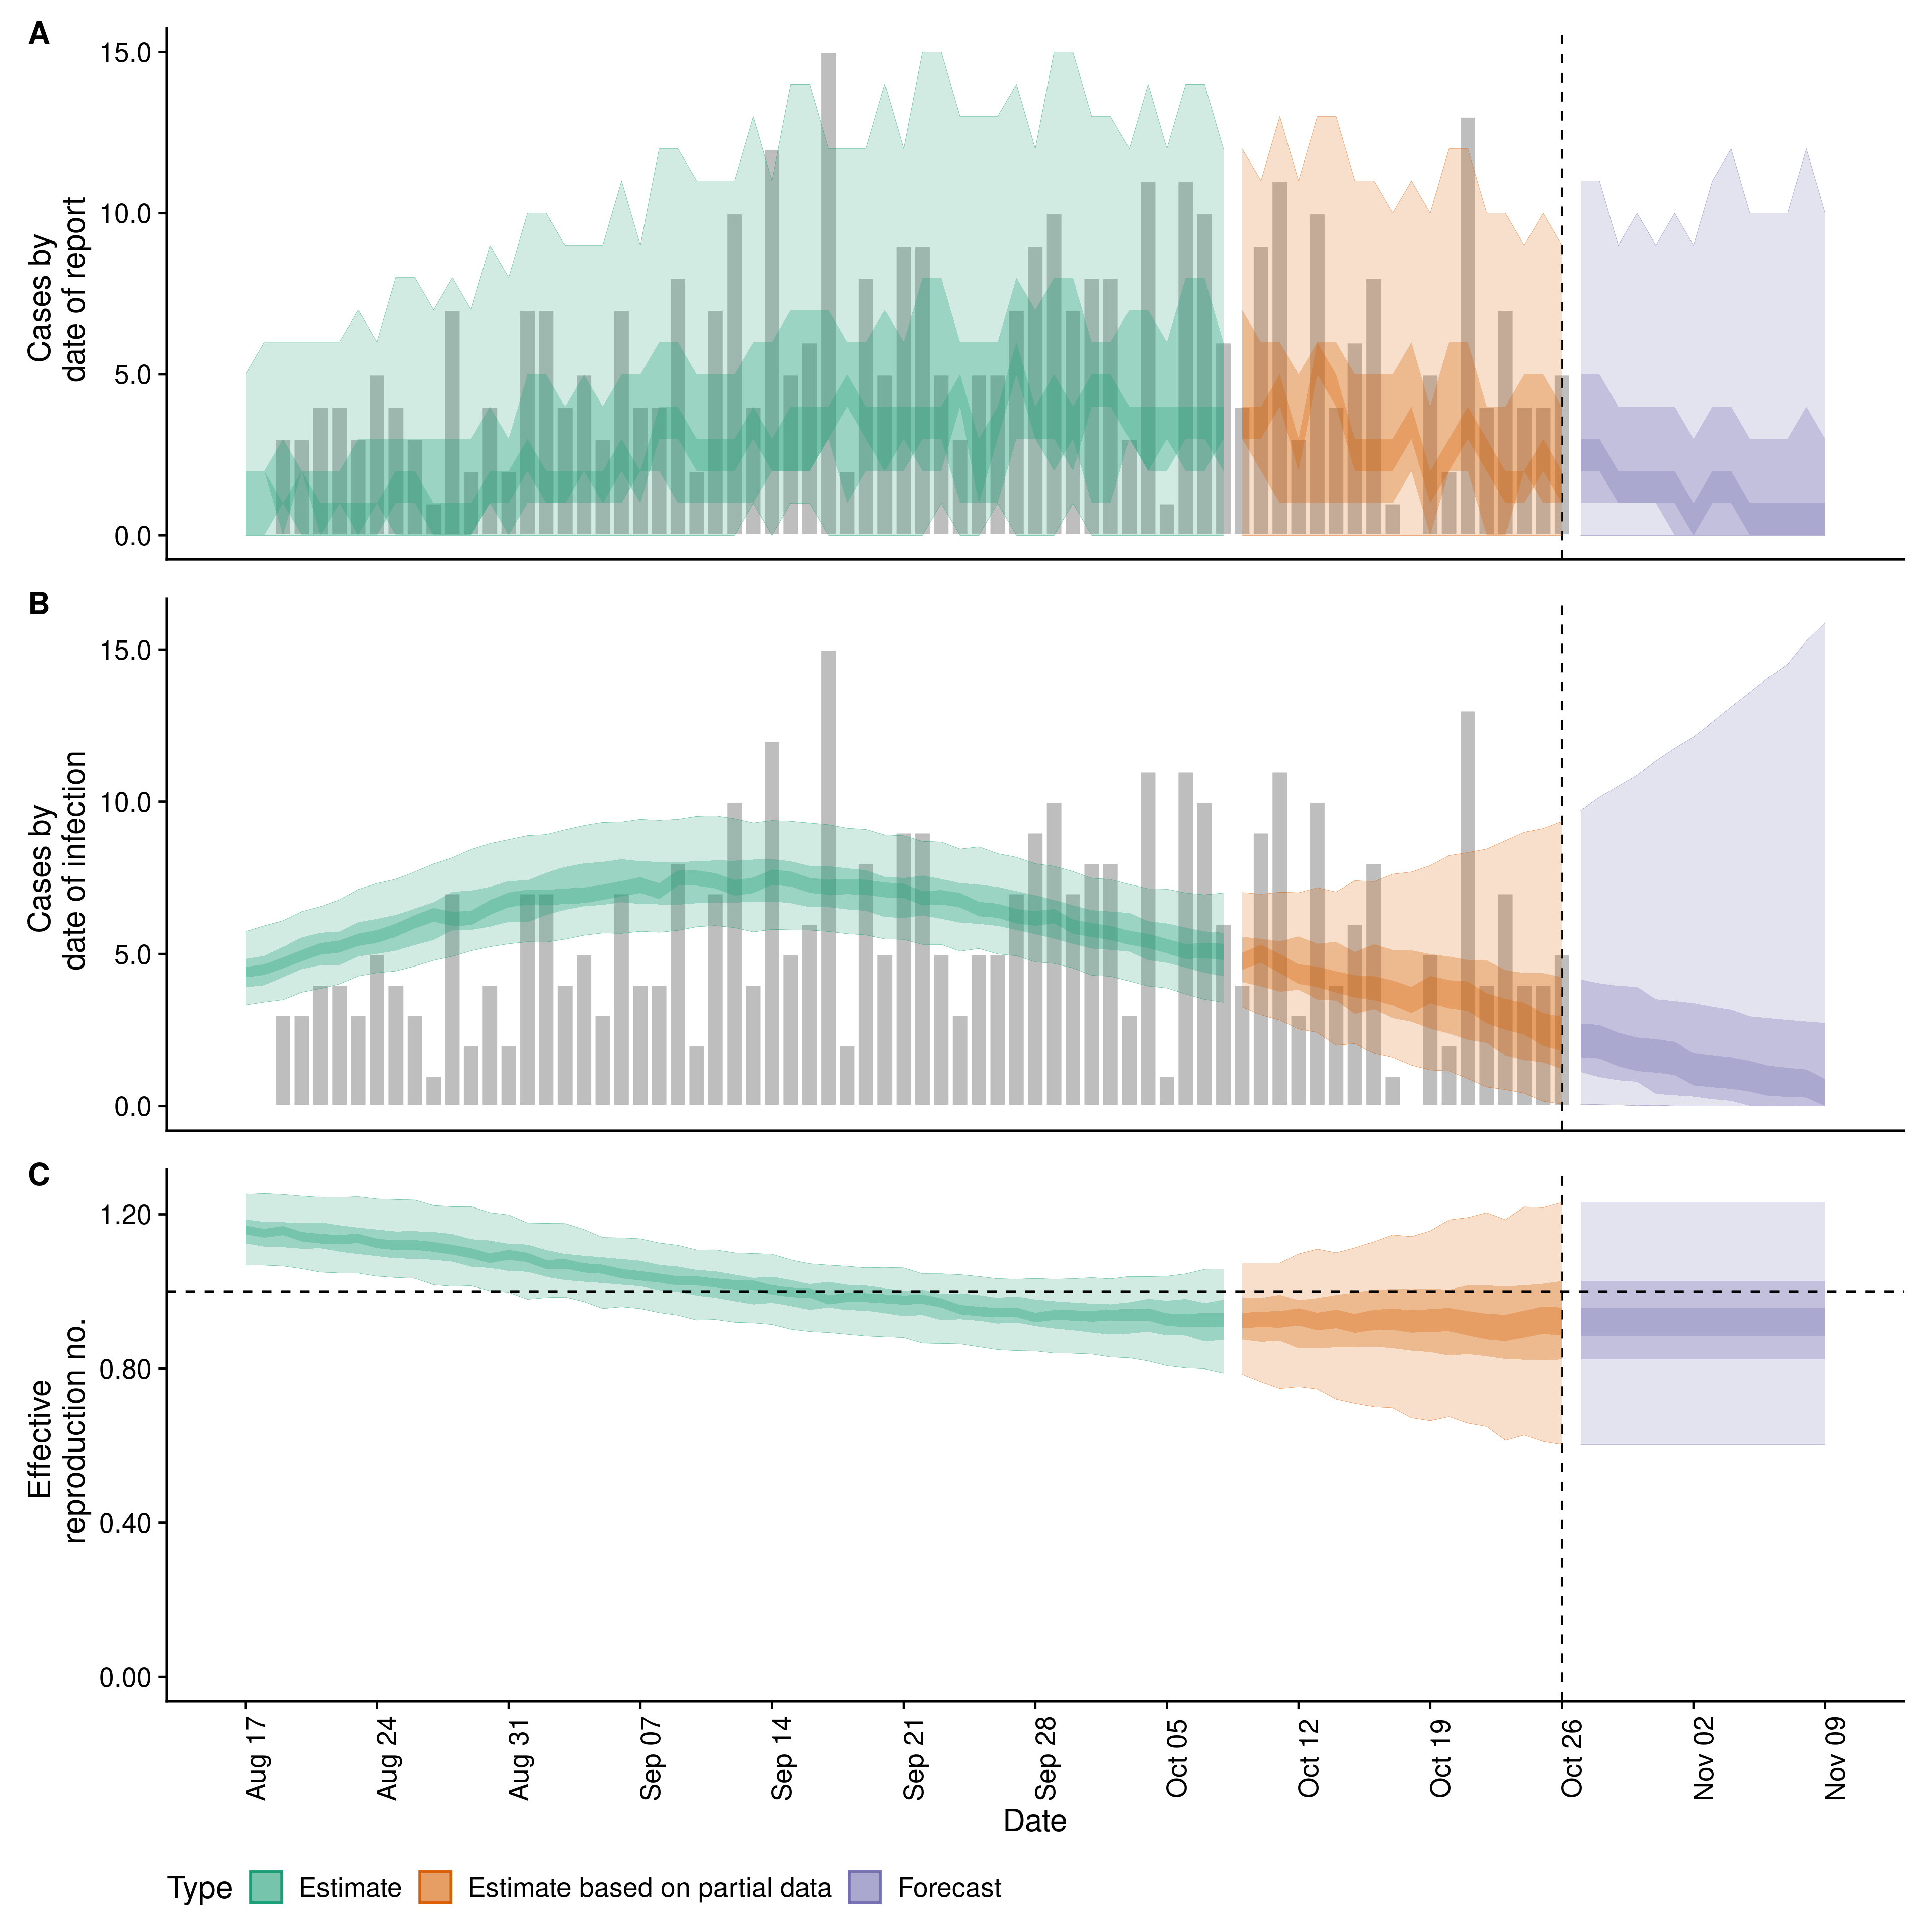 A
15.0
10.0
5.0
0.0
Cases by
date of report
B
15.0
10.0
5.0
0.0
Cases by
date of infection
C
1.20
0.80
0.40
0.00
Effective
reproduction no.
Aug 17
Aug 24
Aug 31
Sep 07
Sep 14
Sep 21
Sep 28
Oct 05
Oct 12
Oct 19
Oct 26
Nov 02
Nov 09
Date
Type Estimate Estimate based on partial data Forecast